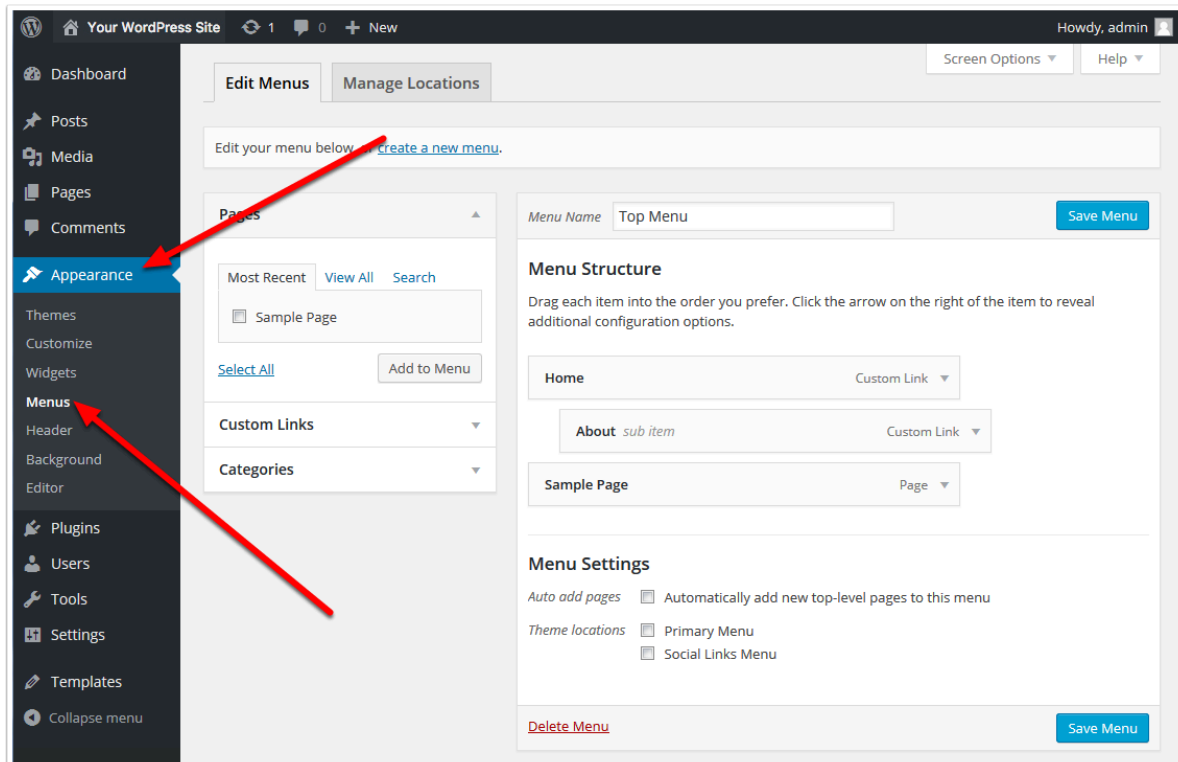 Your WordPress Site 1 0 New Howdy, admin
Screen Options Help
Dashboard
Posts
Media
Pages
Comments
Appearance
Themes
Customize
Widgets
Menus
Header
Background
Editor
Plugins
Users
Tools
Settings
Templates
Collapse menu
Edit Menus Manage Locations
Edit your menu below, or create a new menu.
Pages
Most Recent View All Search
Sample Page
Select All Add to Menu
Custom Links
Categories
Menu Name Top Menu Save Menu
Menu Structure
Drag each item into the order you prefer. Click the arrow on the right of the item to reveal
additional configuration options.
Home Custom Link
About sub item Custom Link
Sample Page Page
Menu Settings
Auto add pages Automatically add new top-level pages to this menu
Theme locations Primary Menu
Social Links Menu
Delete Menu Save Menu